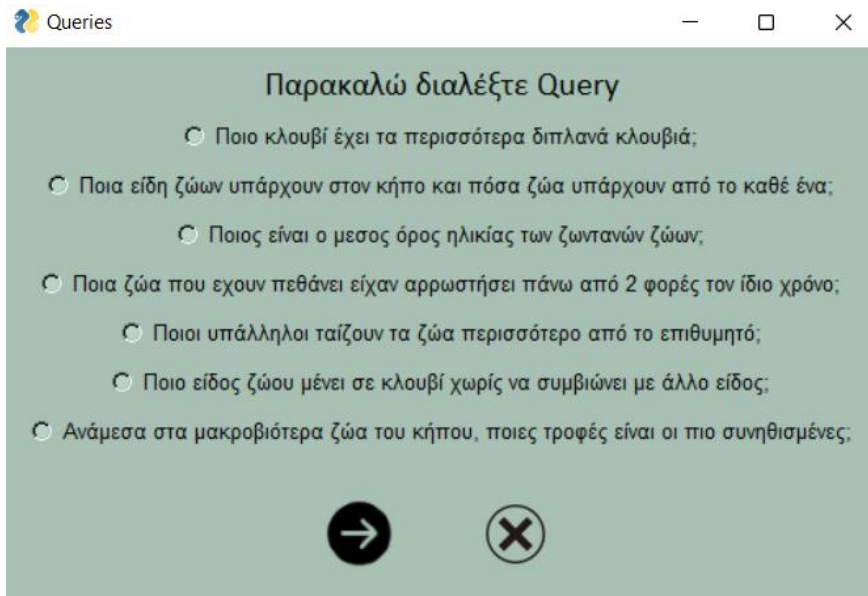 Queries
Παρακαλώ διαλέξτε Query
Ποιο κλουβί έχει τα περισσότερα διπλανά κλουβιά;
Ποια είδη ζώων υπάρχουν στον κήπο και πόσα ζώα υπάρχουν από το καθέ ένα;
Ποιος είναι ο μεσος όρος ηλικίας των ζωντανών ζώων;
Ποια ζώα που εχουν πεθάνει είχαν αρρωστήσει πάνω από 2 φορές τον ίδιο χρόνο;
Ποιοι υπάλληλοι ταίζουν τα ζώα περισσότερο από το επιθυμητό;
Ποιο είδος ζώου μένει σε κλουβί χωρίς να συμβιώνει με άλλο είδος;
Ανάμεσα στα μακροβιότερα ζώα του κήπου, ποιες τροφές είναι οι πιο συνηθισμένες;